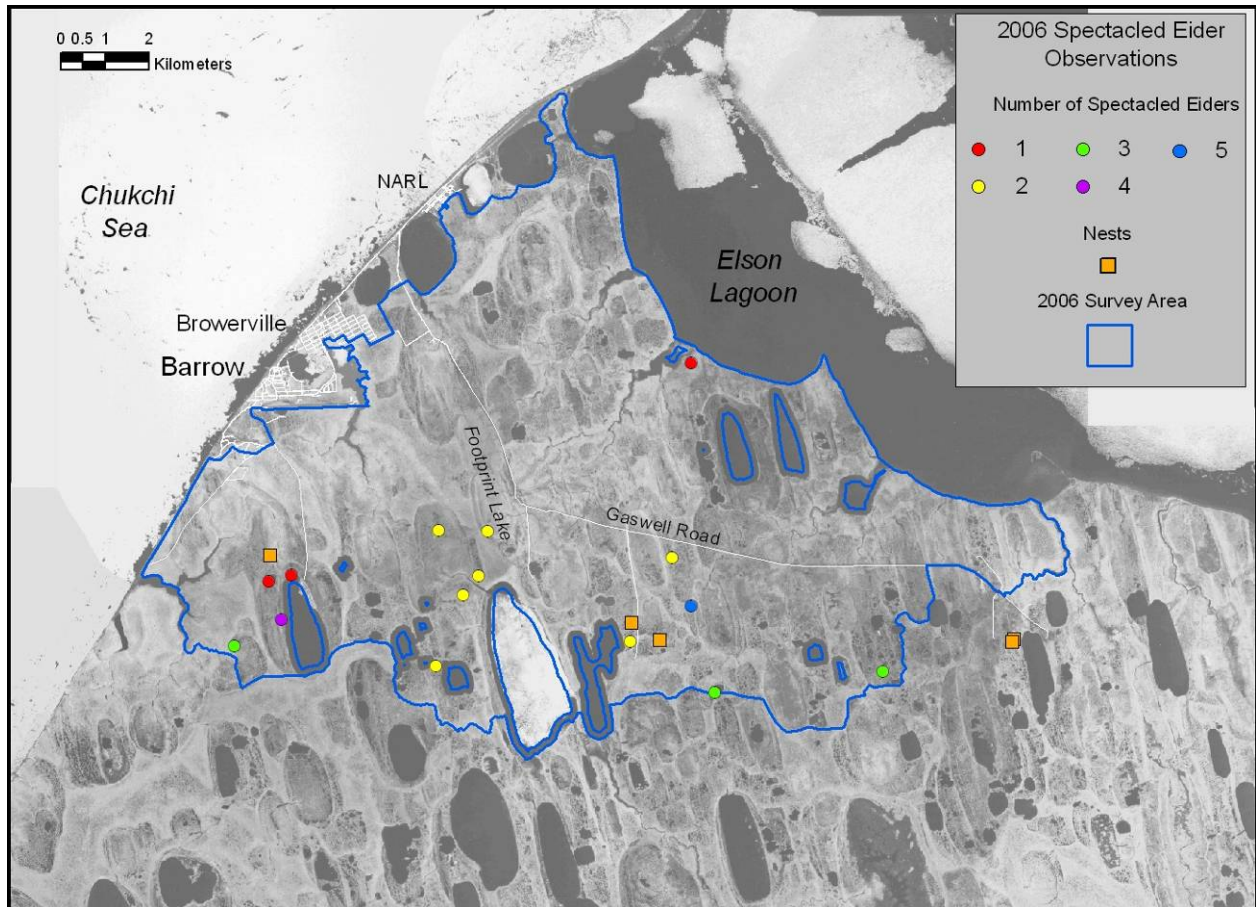 0 0.5 1 2
Kilometers
2006 Spectacled Eider
Observations
Number of Spectacled Eiders
1
3
5
2
4
Nests
2006 Survey Area
NARL
Chukchi
Sea
Elson
Lagoon
Browerville
Barrow
Footprint Lake
Gaswell Road